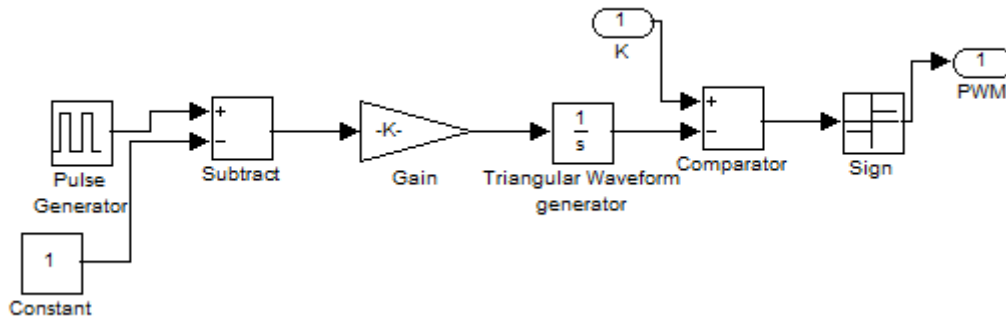 1
K
1
PWM
+
−
-K-
1
s
+
−
Pulse
Generator
Subtract
Gain
Triangular Waveform
generator
Comparator
Sign
1
Constant